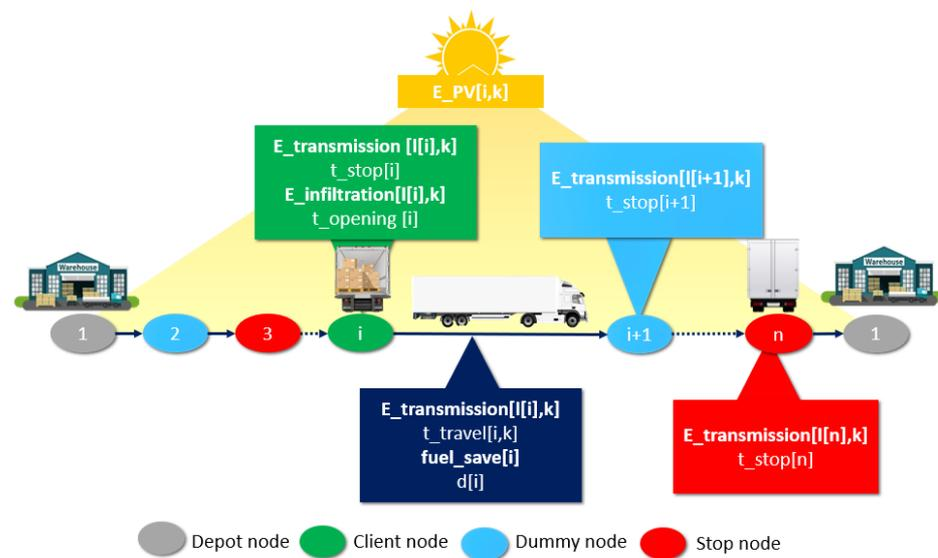 E_PV[i,k]
E_transmission [l[i],k]
t_stop[i]
E_infiltration[l[i],k]
t_opening [i]
E_transmission[l[i+1],k]
t_stop[i+1]
Warehouse
Warehouse
1
2
3
i
i+1
n
1
E_transmission[l[i],k]
t_travel[i,k]
fuel_save[i]
d[i]
E_transmission[l[n],k]
t_stop[n]
Depot node
Client node
Dummy node
Stop node